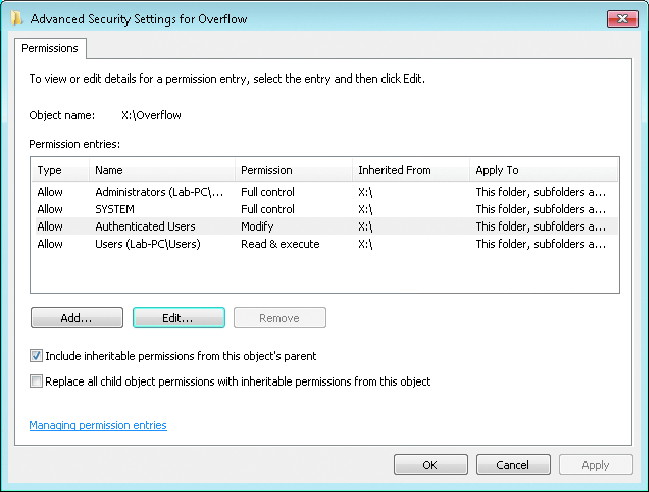 Advanced Security Settings for Overflow
Permissions
To view or edit details for a permission entry, select the entry and then click Edit.
Object name: X:\Overflow
Permission entries:
Type Name Permission Inherited From Apply To
Allow Administrators (Lab-PC\... Full control X:\ This folder, subfolders a...
Allow SYSTEM Full control X:\ This folder, subfolders a...
Allow Authenticated Users Modify X:\ This folder, subfolders a...
Allow Users (Lab-PC\Users) Read & execute X:\ This folder, subfolders a...
Add... Edit... Remove
Include inheritable permissions from this object's parent
Replace all child object permissions with inheritable permissions from this object
Managing permission entries
OK Cancel Apply